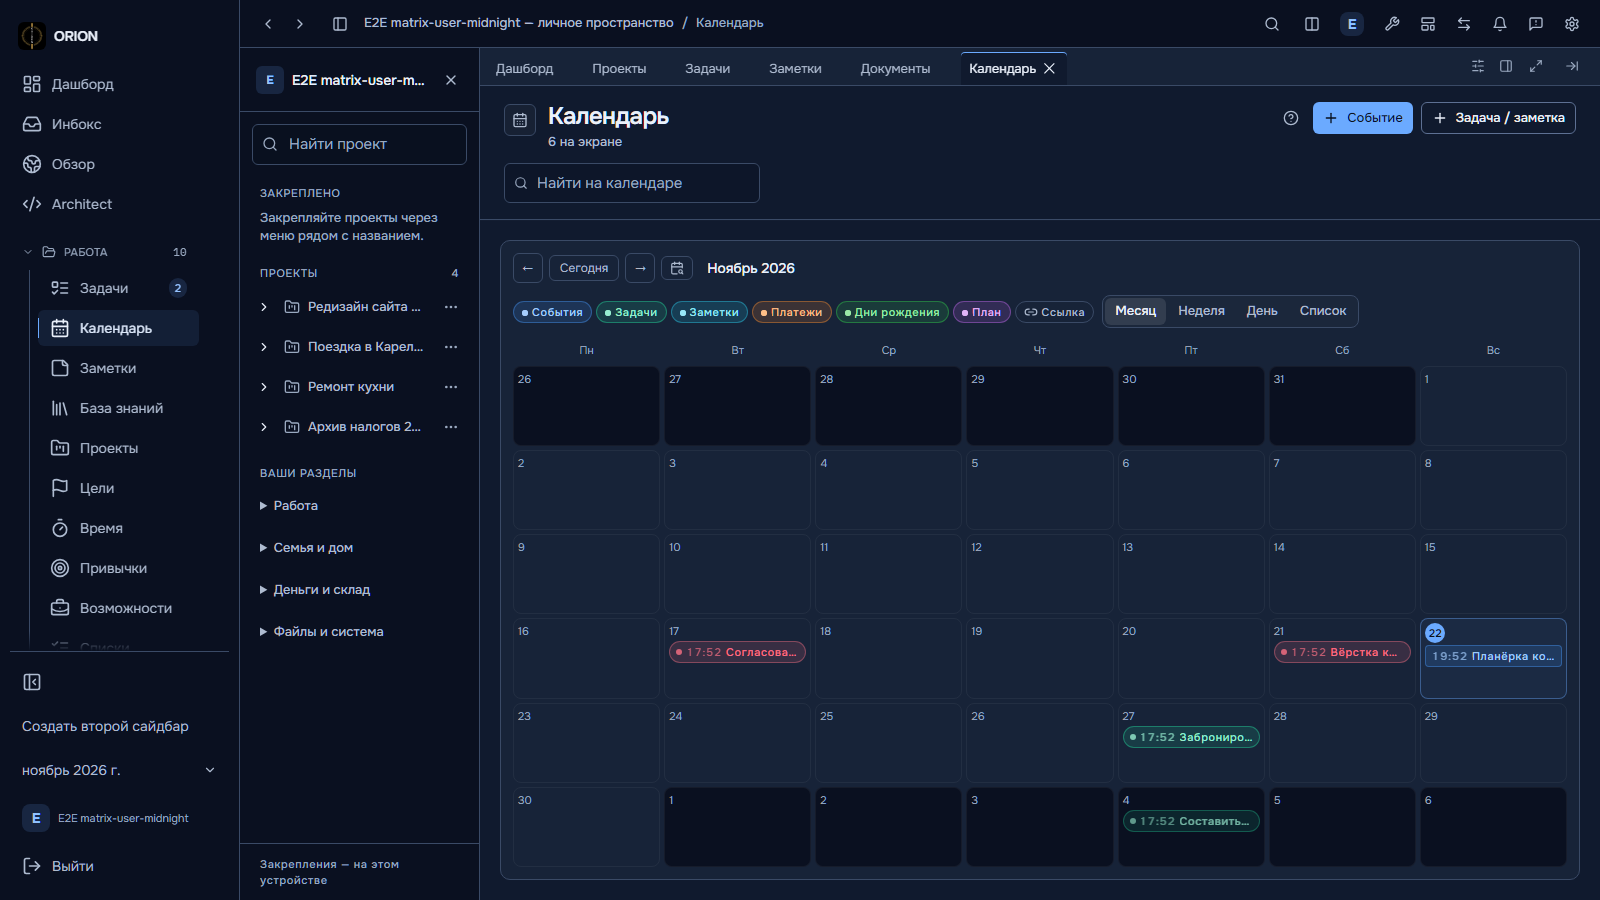 ORION
Дашборд
Инбокс
Обзор
Architect
РАБОТА 10
Задачи 2
Календарь
Заметки
База знаний
Проекты
Цели
Время
Привычки
Возможности
Списки
Создать второй сайдбар
ноябрь 2026 г.
E E2E matrix-user-midnight
Выйти
E2E matrix-user-midnight — личное пространство / Календарь
E
E E2E matrix-user-m...
Найти проект
ЗАКРЕПЛЕНО
Закрепляйте проекты через
меню рядом с названием.
ПРОЕКТЫ 4
Редизайн сайта ...
Поездка в Карел...
Ремонт кухни
Архив налогов 2...
ВАШИ РАЗДЕЛЫ
Работа
Семья и дом
Деньги и склад
Файлы и система
Закрепления — на этом
устройстве
Дашборд Проекты Задачи Заметки Документы Календарь
Календарь
6 на экране
+ Событие + Задача / заметка
Найти на календаре
← Сегодня → Ноябрь 2026
События Задачи Заметки Платежи Дни рождения План Ссылка Месяц Неделя День Список
Пн Вт Ср Чт Пт Сб Вс
26 27 28 29 30 31 1
2 3 4 5 6 7 8
9 10 11 12 13 14 15
16 17 18 19 20 21 22
17:52 Согласова... 17:52 Вёрстка к... 19:52 Планёрка ко...
23 24 25 26 27 28 29
17:52 Заброниро...
30 1 2 3 4 5 6
17:52 Составить...